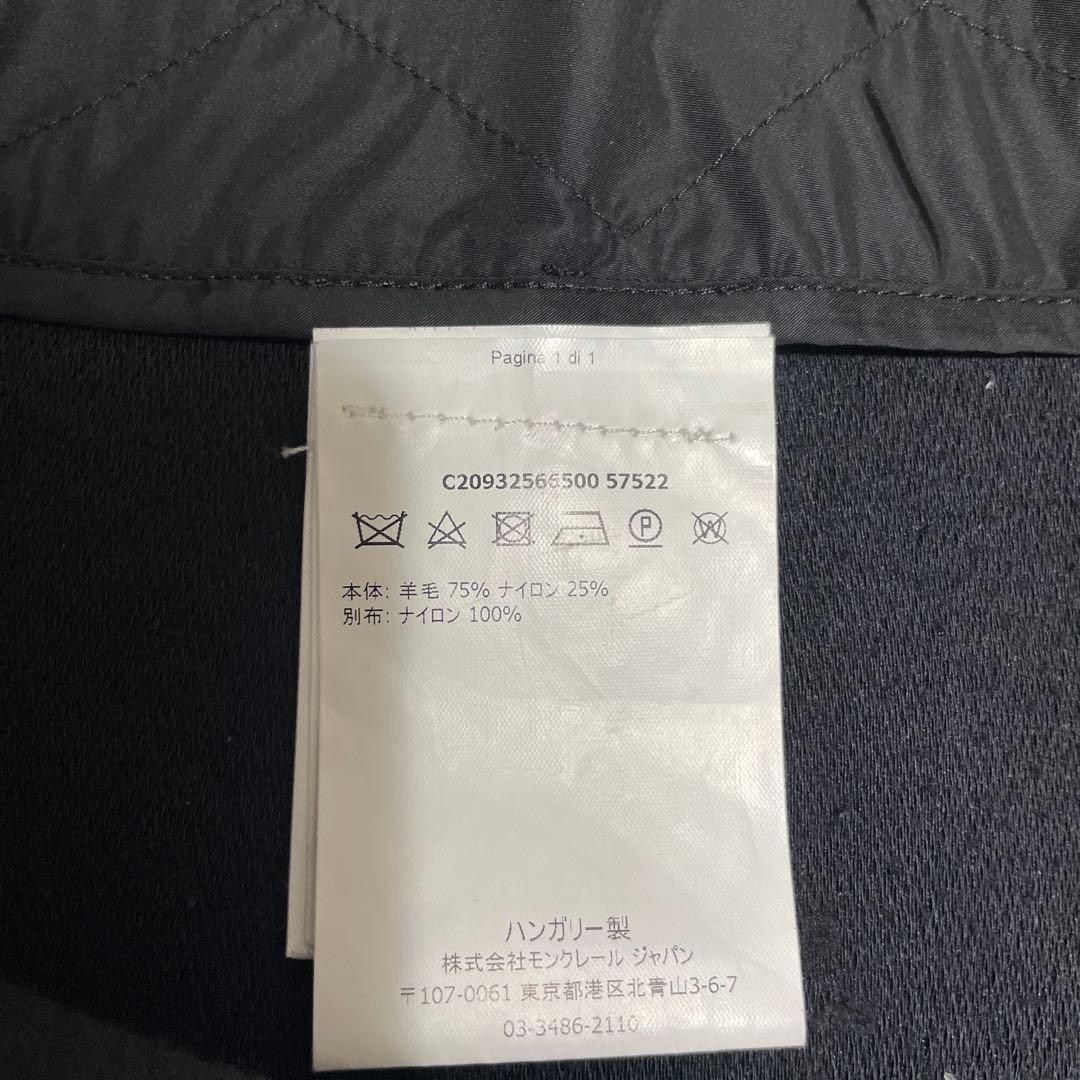 Pagina 1 di 1
C20932566500 57522
P
W
本体: 羊毛 75% ナイロン 25%
別布: ナイロン 100%
ハンガリー製
株式会社モンクレール ジャパン
〒107-0061 東京都港区北青山3-6-7
03-3486-2110